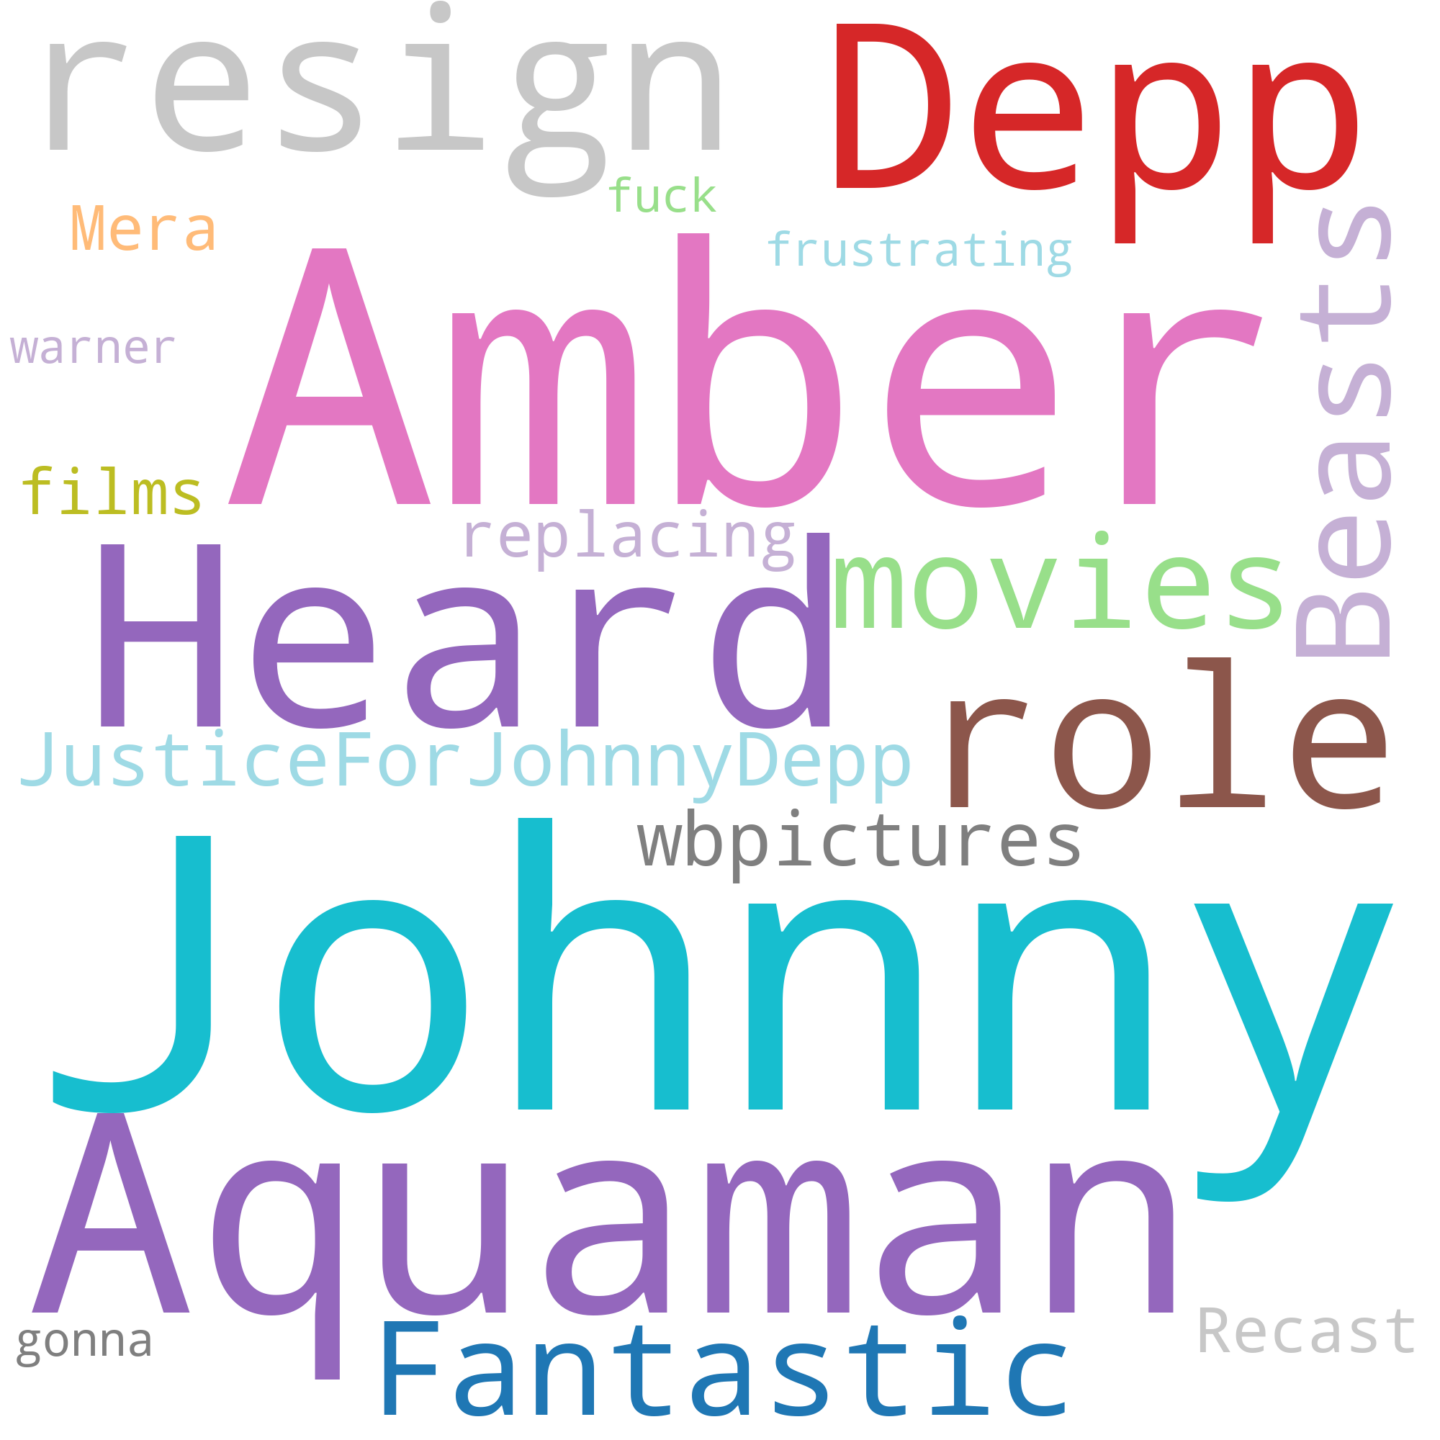 resign
Depp
fuck
Mera
frustrating
Beasts
Amber
warner
films
replacing
Heard
movies
role
JusticeForJohnnyDepp
wbpictures
Johnny
Aquaman
Recast
gonna
Fantastic